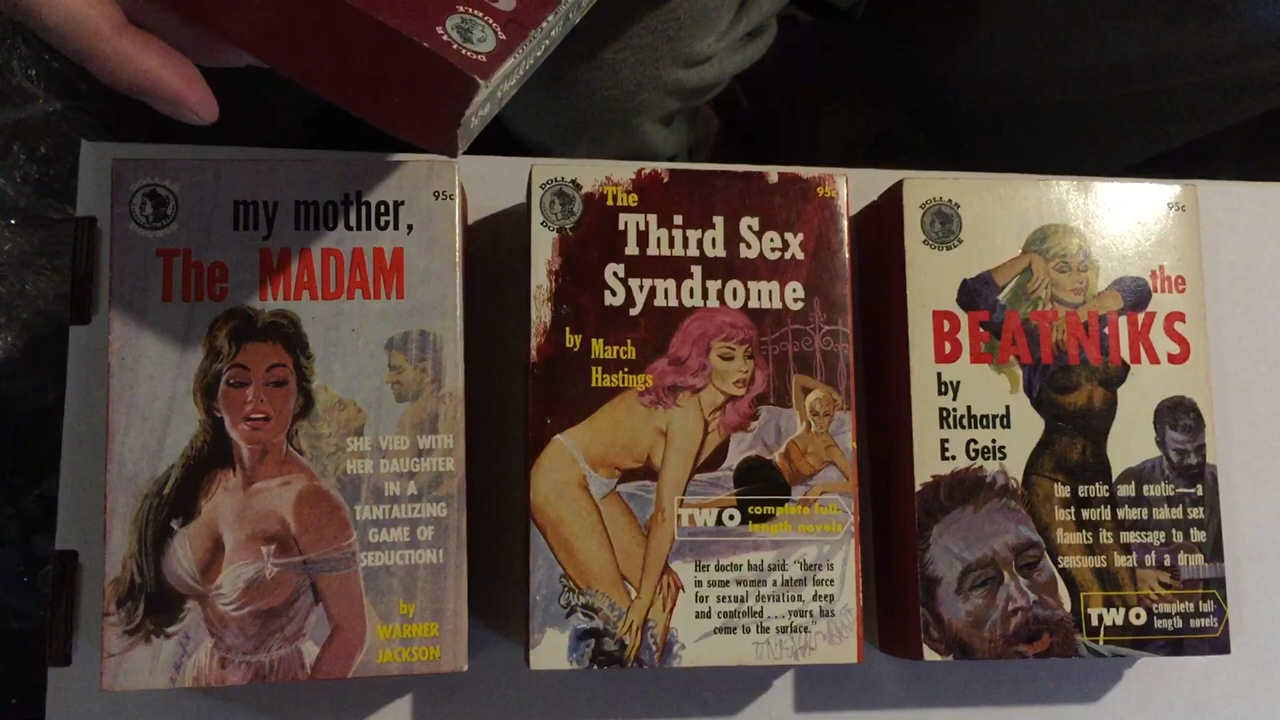 DOLLAR
DOUBLE
my mother,
95c
The MADAM
SHE VIED WITH
HER DAUGHTER
IN A
TANTALIZING
GAME OF
SEDUCTION!
by
WARNER
JACKSON
DOLLAR
DOUBLE
95c
The
Third Sex
Syndrome
by March
Hastings
TWO complete full-
length novels
Her doctor had said: "there is
in some women a latent force
for sexual deviation, deep
and controlled...yours has
come to the surface."
DOLLAR
DOUBLE
95c
the
BEATNIKS
by
Richard
E. Geis
the erotic and exotic—a
lost world where naked sex
flaunts its message to the
sensuous beat of a drum
TWO complete full-
length novels